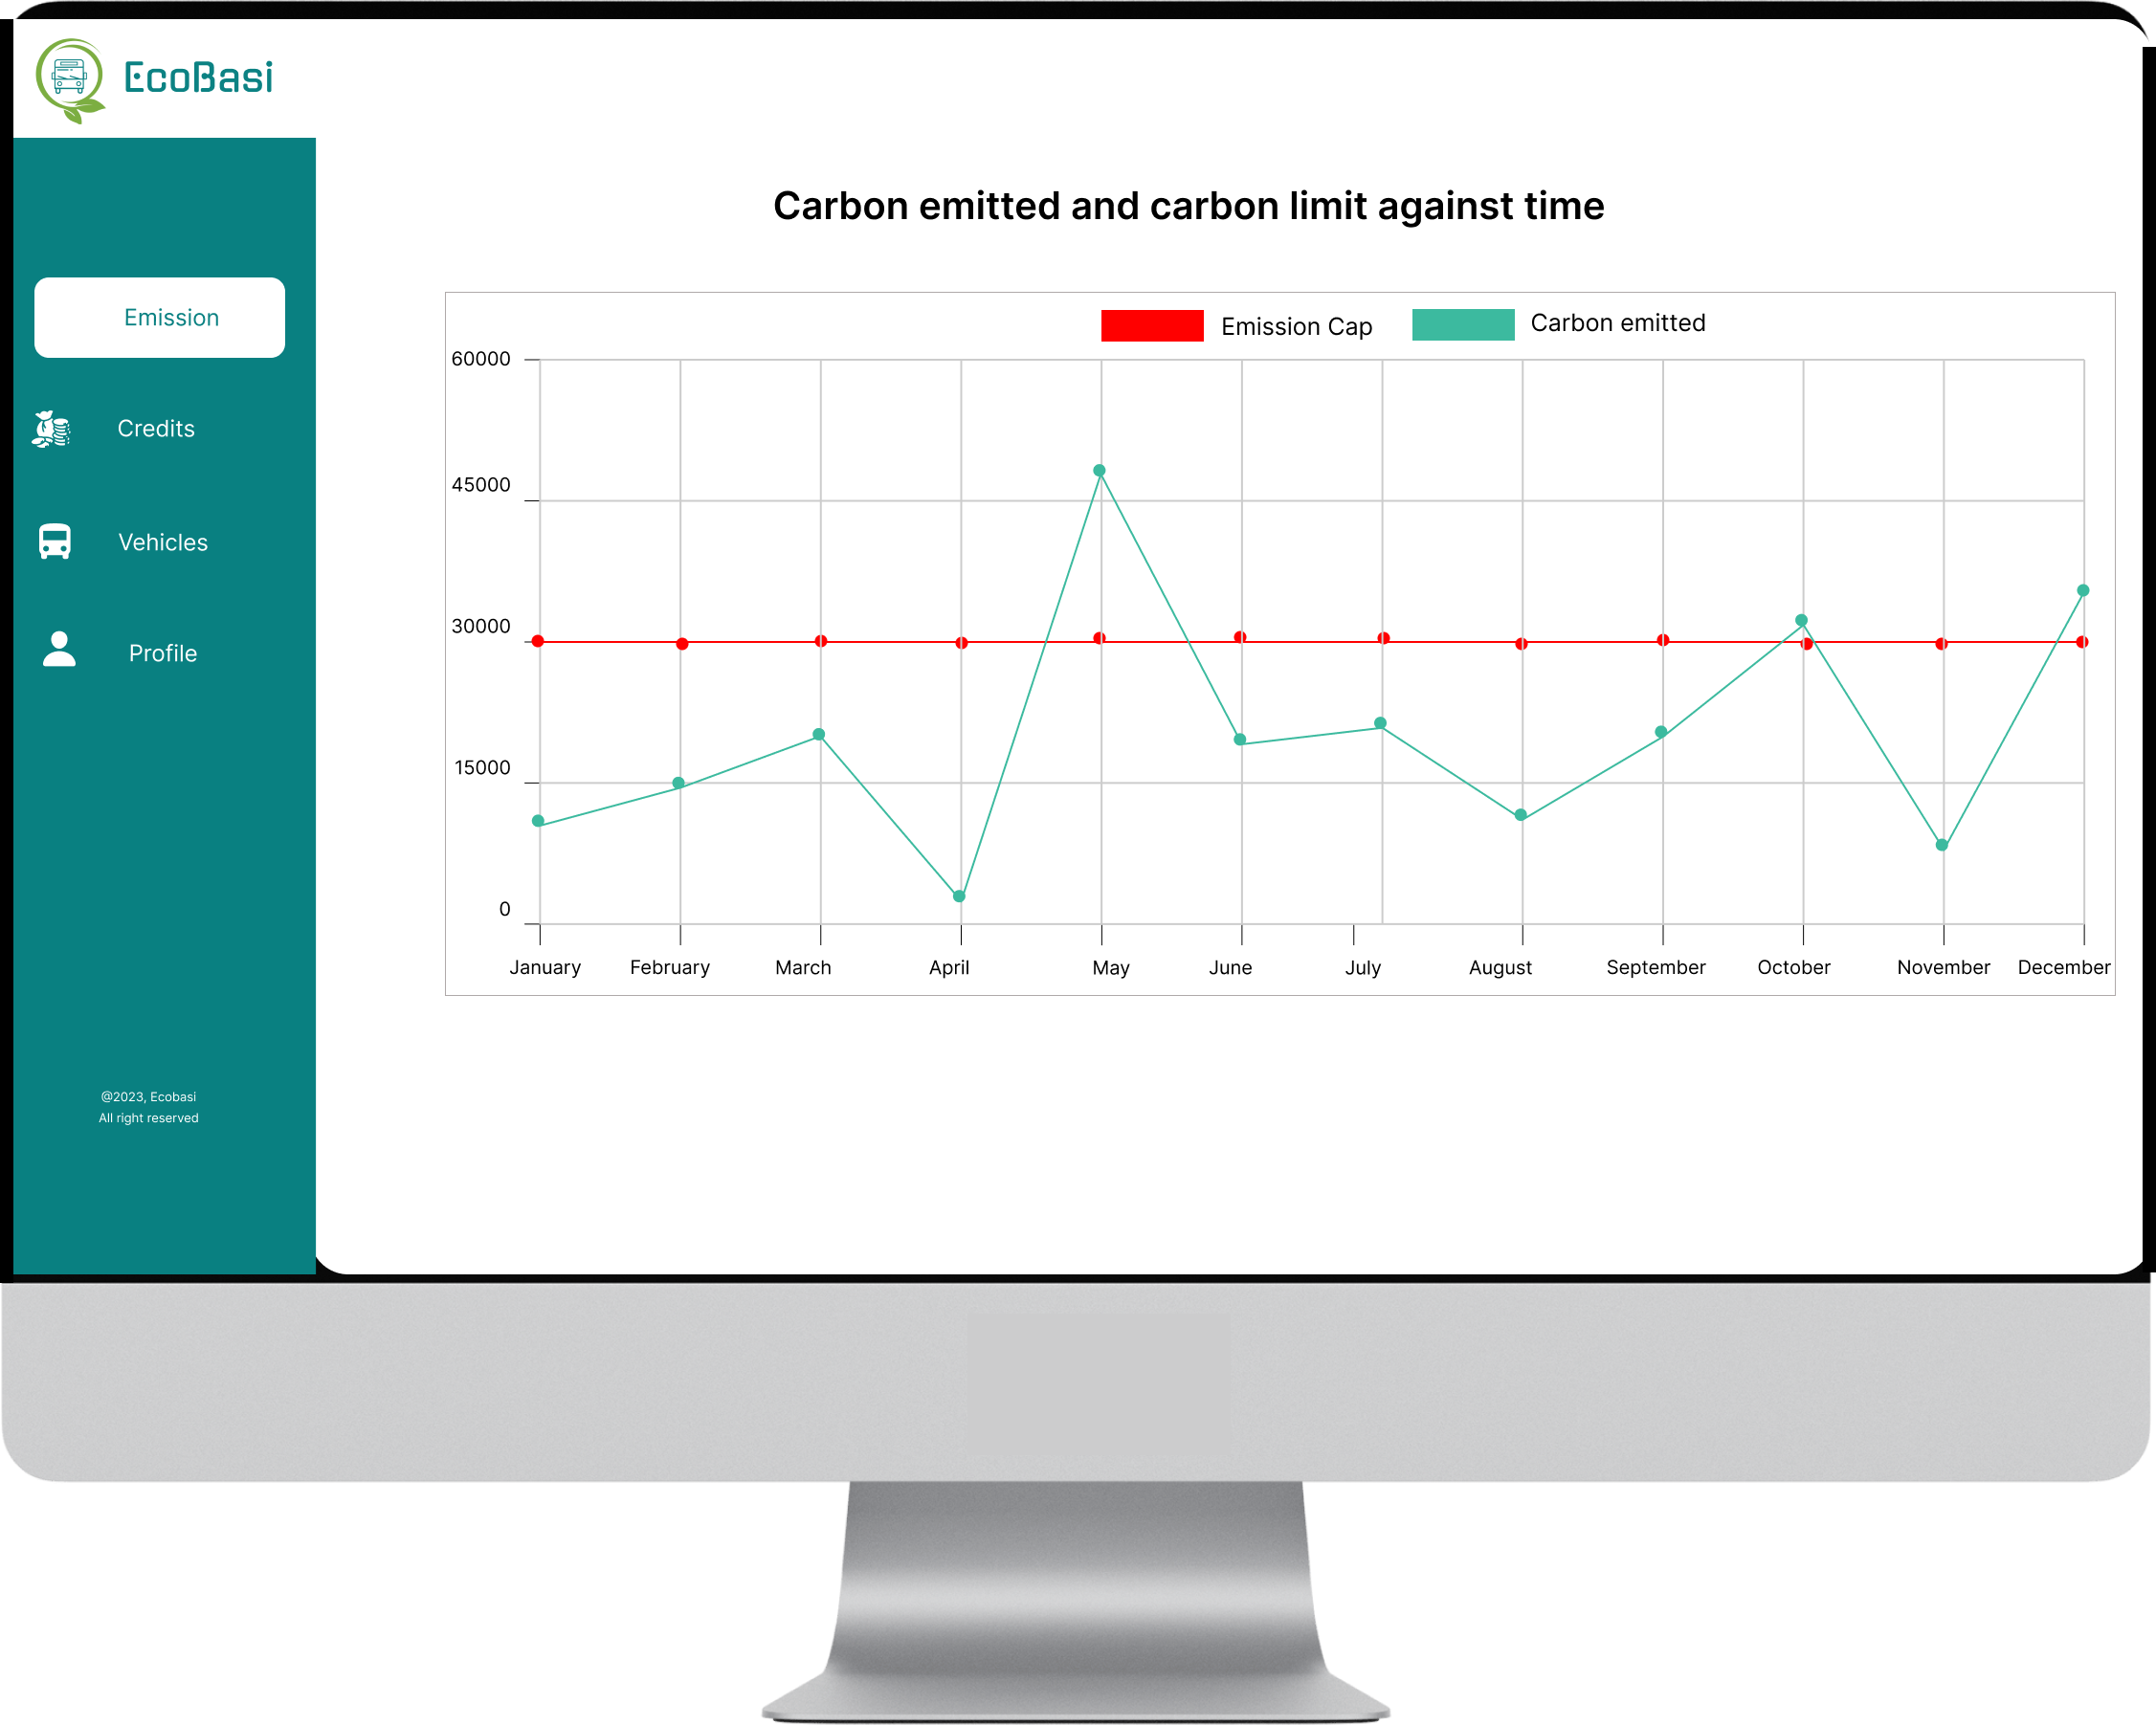 EcoBasi
Carbon emitted and carbon limit against time
Emission
Credits
Vehicles
Profile
@2023, Ecobasi
All right reserved
Emission Cap
Carbon emitted
60000
45000
30000
15000
0
January February March April May June July August September October November December